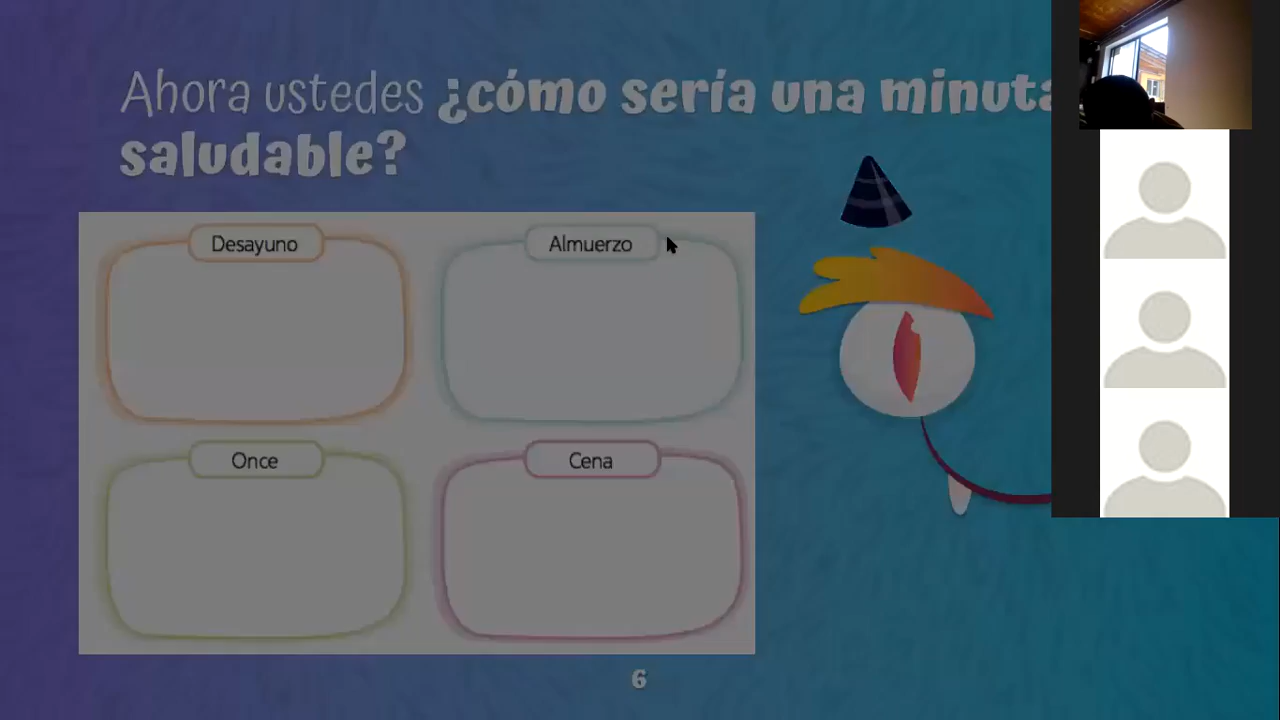 Ahora ustedes ¿cómo sería una minuta
saludable?
Desayuno
Almuerzo
Once
Cena
6